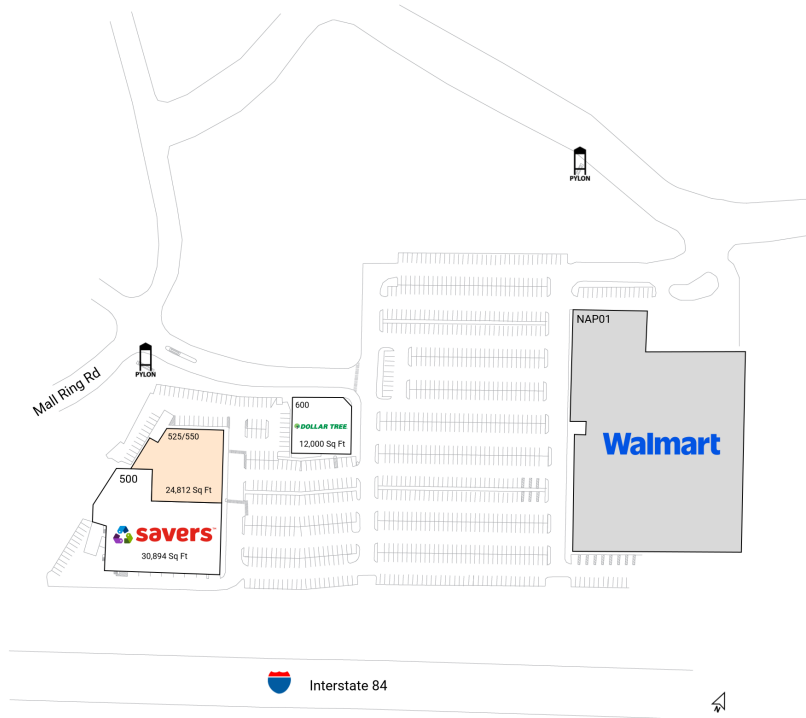 PYLON
NAP01
PYLON
Mall Ring Rd
600
DOLLAR TREE
12,000 Sq Ft
Walmart
525/550
24,812 Sq Ft
500
savers™
30,894 Sq Ft
Interstate 84
N